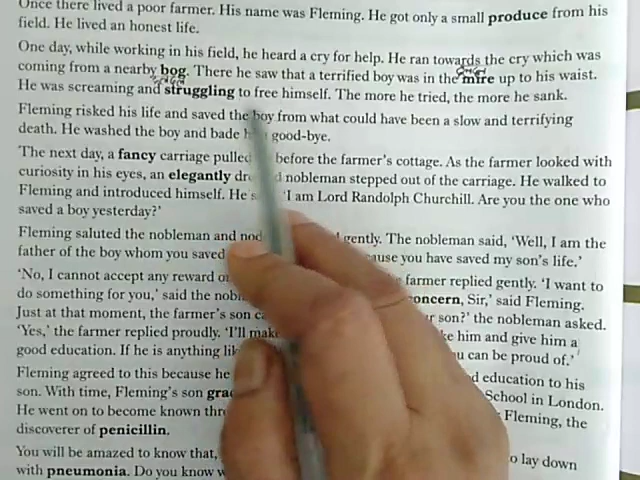 Once there lived a poor farmer. His name was Fleming. He got only a small produce from his
field. He lived an honest life.
One day, while working in his field, he heard a cry for help. He ran towards the cry which was
coming from a nearby bog. There he saw that a terrified boy was in the mire up to his waist.
He was screaming and struggling to free himself. The more he tried, the more he sank.
Fleming risked his life and saved the boy from what could have been a slow and terrifying
death. He washed the boy and bade good-bye.
The next day, a fancy carriage pulled before the farmer's cottage. As the farmer looked with
curiosity in his eyes, an elegantly nobleman stepped out of the carriage. He walked to
Fleming and introduced himself. He 'I am Lord Randolph Churchill. Are you the one who
saved a boy yesterday?'
Fleming saluted the nobleman and gently. The nobleman said, 'Well, I am the
father of the boy whom you saved you have saved my son's life.'
'No, I cannot accept any reward farmer replied gently. 'I want to
do something for you,' said the Sir,' said Fleming.
Just at that moment, the farmer's son son?' the nobleman asked.
'Yes,' the farmer replied proudly. 'I'll him and give him a
good education. If he is anything can be proud of.'
Fleming agreed to this because he education to his
son. With time, Fleming's son School in London.
He went on to become known Fleming, the
discoverer of penicillin.
You will be amazed to know that, lay down
with pneumonia. Do you know